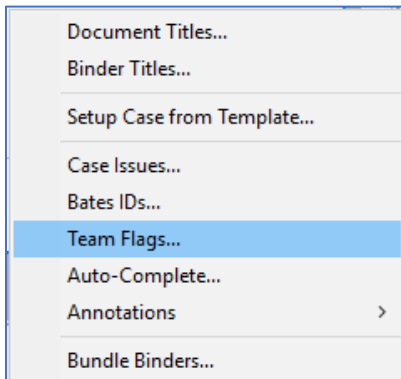 Document Titles...
Binder Titles...
Setup Case from Template...
Case Issues...
Bates IDs...
Team Flags...
Auto-Complete...
Annotations
Bundle Binders...